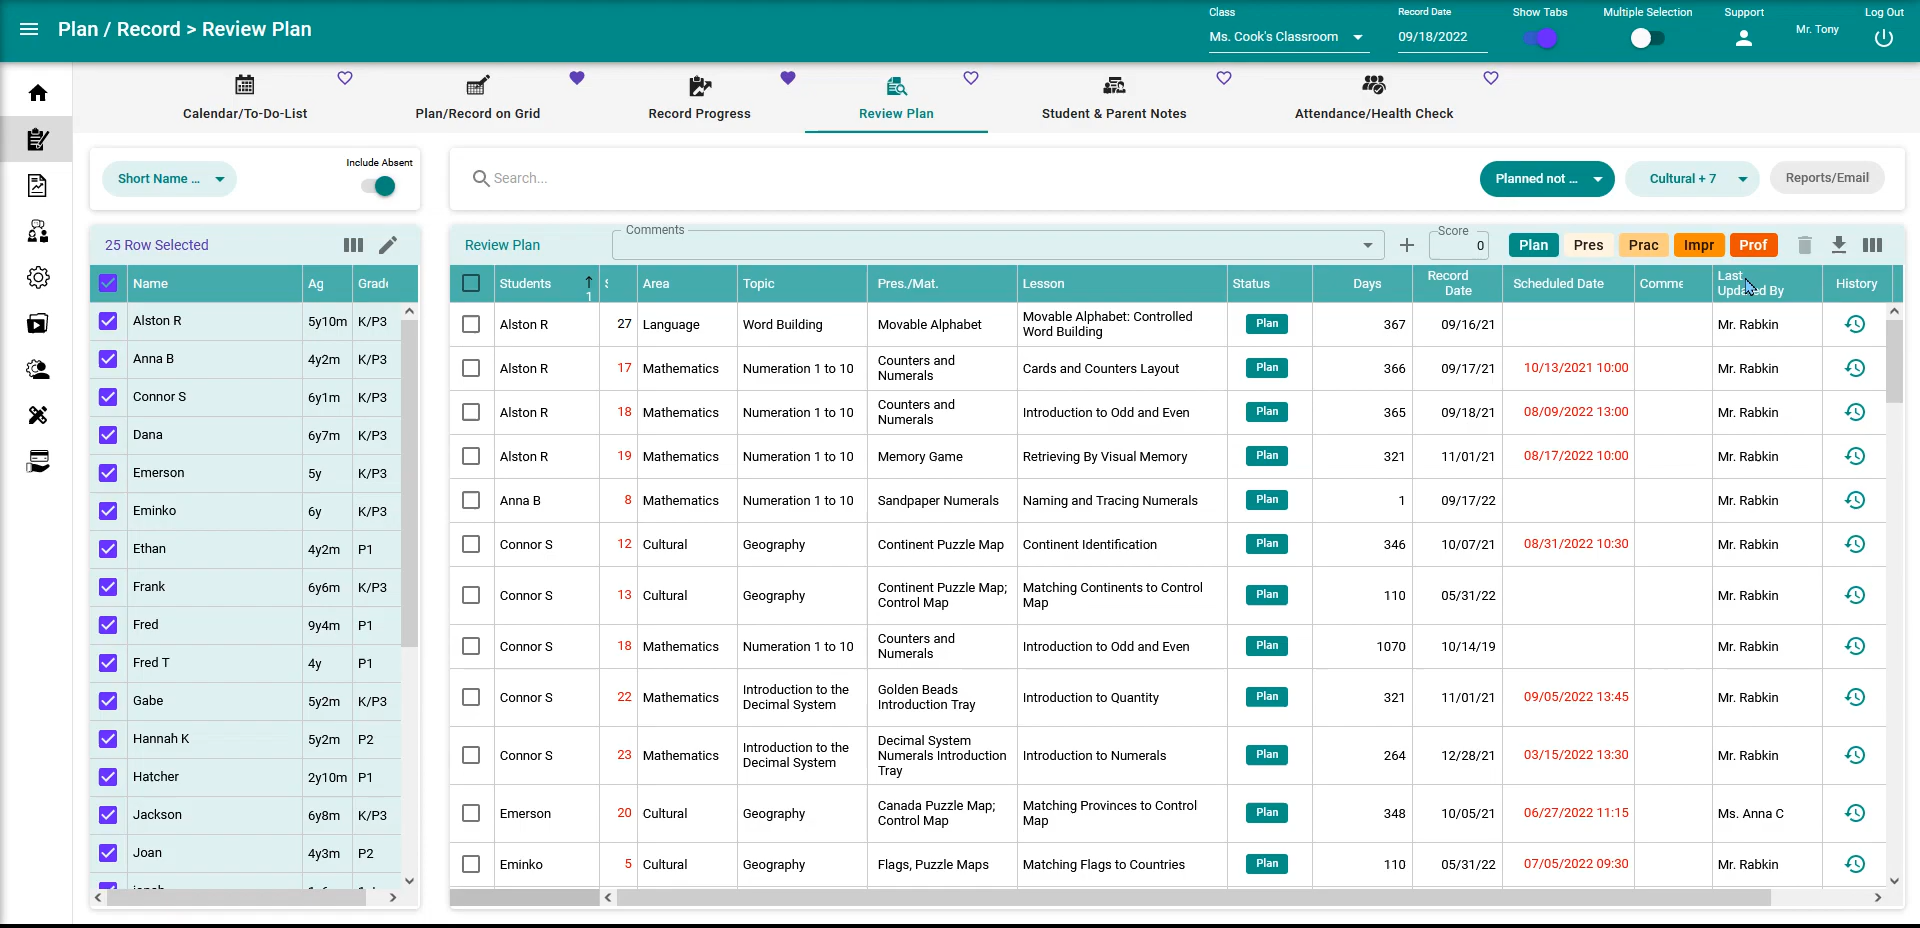 Plan / Record > Review Plan
Class
Ms. Cook's Classroom
Record Date
09/18/2022
Show Tabs
Multiple Selection
Support
Mr. Tony
Log Out
Calendar/To-Do-List
Plan/Record on Grid
Record Progress
Review Plan
Student & Parent Notes
Attendance/Health Check
Short Name ...
Include Absent
Search...
Planned not ...
Cultural + 7
Reports/Email
25 Row Selected
Name Ag Grade
Alston R 5y10m K/P3
Anna B 4y2m K/P3
Connor S 6y1m K/P3
Dana 6y7m K/P3
Emerson 5y K/P3
Eminko 6y K/P3
Ethan 4y2m P1
Frank 6y6m K/P3
Fred 9y4m P1
Fred T 4y P1
Gabe 5y2m K/P3
Hannah K 5y2m P2
Hatcher 2y10m P1
Jackson 6y8m K/P3
Joan 4y3m P2
Review Plan
Comments
Score
0
Plan Pres Prac Impr Prof
Students 1 Area Topic Pres./Mat. Lesson Status Days Record Date Scheduled Date Comme Last Updated By History
Alston R 27 Language Word Building Movable Alphabet Movable Alphabet: Controlled Word Building Plan 367 09/16/21 Mr. Rabkin
Alston R 17 Mathematics Numeration 1 to 10 Counters and Numerals Cards and Counters Layout Plan 366 09/17/21 10/13/2021 10:00 Mr. Rabkin
Alston R 18 Mathematics Numeration 1 to 10 Counters and Numerals Introduction to Odd and Even Plan 365 09/18/21 08/09/2022 13:00 Mr. Rabkin
Alston R 19 Mathematics Numeration 1 to 10 Memory Game Retrieving By Visual Memory Plan 321 11/01/21 08/17/2022 10:00 Mr. Rabkin
Anna B 8 Mathematics Numeration 1 to 10 Sandpaper Numerals Naming and Tracing Numerals Plan 1 09/17/22 Mr. Rabkin
Connor S 12 Cultural Geography Continent Puzzle Map Continent Identification Plan 346 10/07/21 08/31/2022 10:30 Mr. Rabkin
Connor S 13 Cultural Geography Continent Puzzle Map; Control Map Matching Continents to Control Map Plan 110 05/31/22 Mr. Rabkin
Connor S 18 Mathematics Numeration 1 to 10 Counters and Numerals Introduction to Odd and Even Plan 1070 10/14/19 Mr. Rabkin
Connor S 22 Mathematics Introduction to the Decimal System Golden Beads Introduction Tray Introduction to Quantity Plan 321 11/01/21 09/05/2022 13:45 Mr. Rabkin
Connor S 23 Mathematics Introduction to the Decimal System Decimal System Numerals Introduction Tray Introduction to Numerals Plan 264 12/28/21 03/15/2022 13:30 Mr. Rabkin
Emerson 20 Cultural Geography Canada Puzzle Map; Control Map Matching Provinces to Control Map Plan 348 10/05/21 06/27/2022 11:15 Ms. Anna C
Eminko 5 Cultural Geography Flags, Puzzle Maps Matching Flags to Countries Plan 110 05/31/22 07/05/2022 09:30 Mr. Rabkin